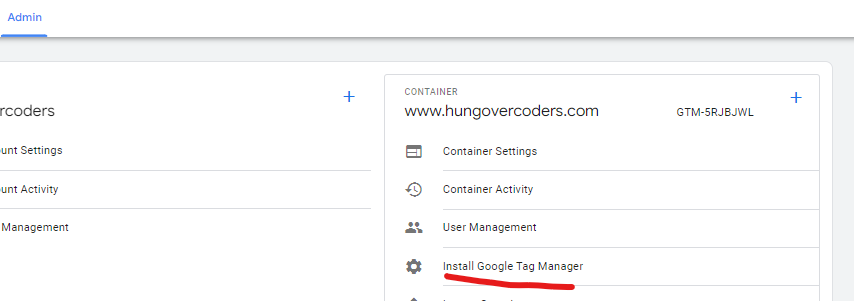 Admin
rcoders
unt Settings
unt Activity
Management
CONTAINER
www.hungovercoders.com GTM-5RJBJWL
Container Settings
Container Activity
User Management
Install Google Tag Manager